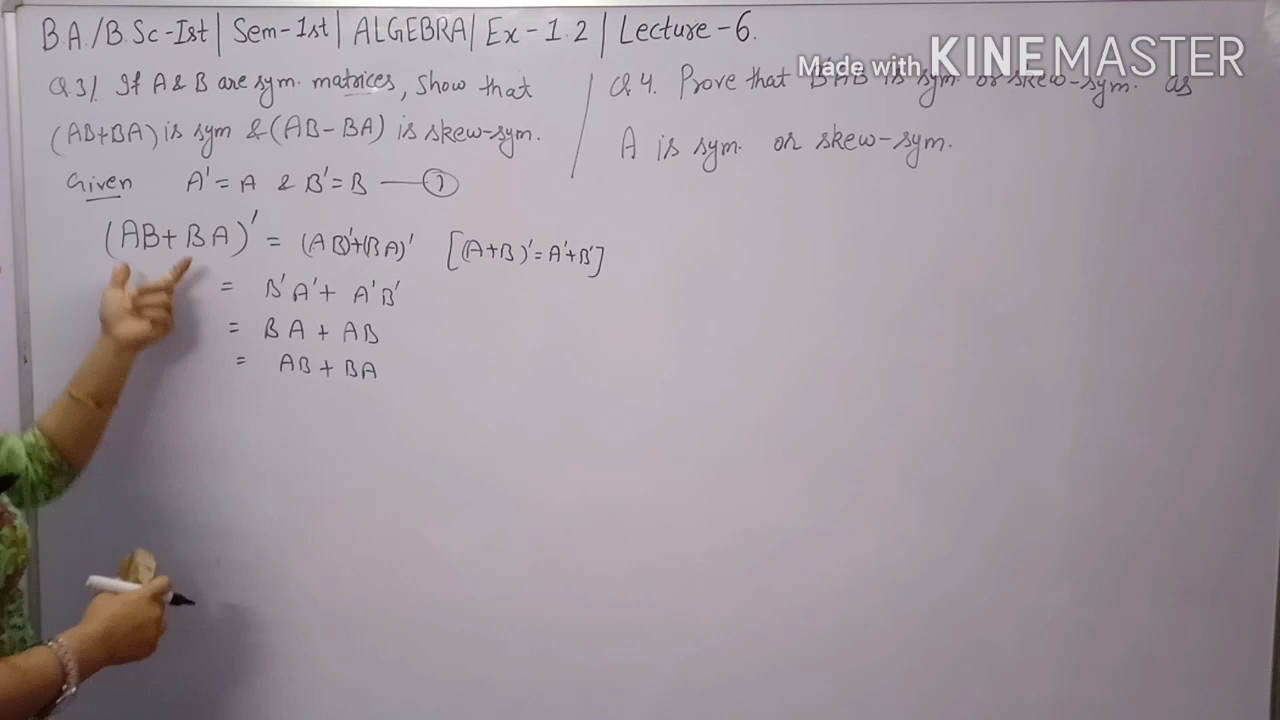 B.A./B.Sc-Ist | Sem-1st | ALGEBRA | Ex-1.2 | Lecture-6.
Made with KINEMASTER
Q.3/. If A & B are sym. matrices, show that
(AB+BA) is sym & (AB-BA) is skew-sym.
Given A' = A & B' = B —— ①
(AB+BA)' = (AB)'+(BA)' [(A+B)'=A'+B']
= B'A' + A'B'
= BA + AB
= AB + BA
Q.4. Prove that B'AB is sym. or skew-sym. as
A is sym. or skew-sym.